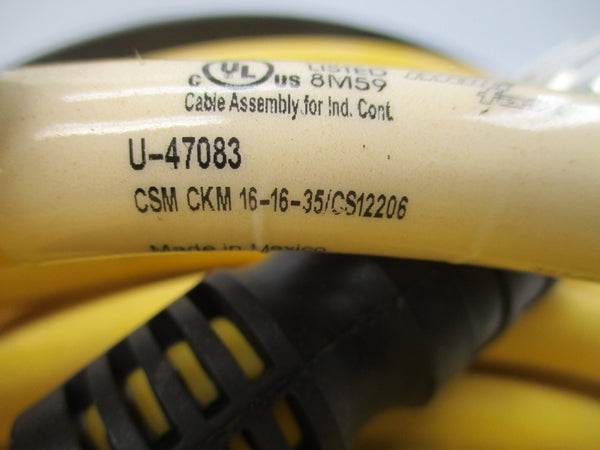 C UL US LISTED 8M59
Cable Assembly for Ind. Cont.
U-47083
CSM CKM 16-16-35/CS12206
Made in Mexico